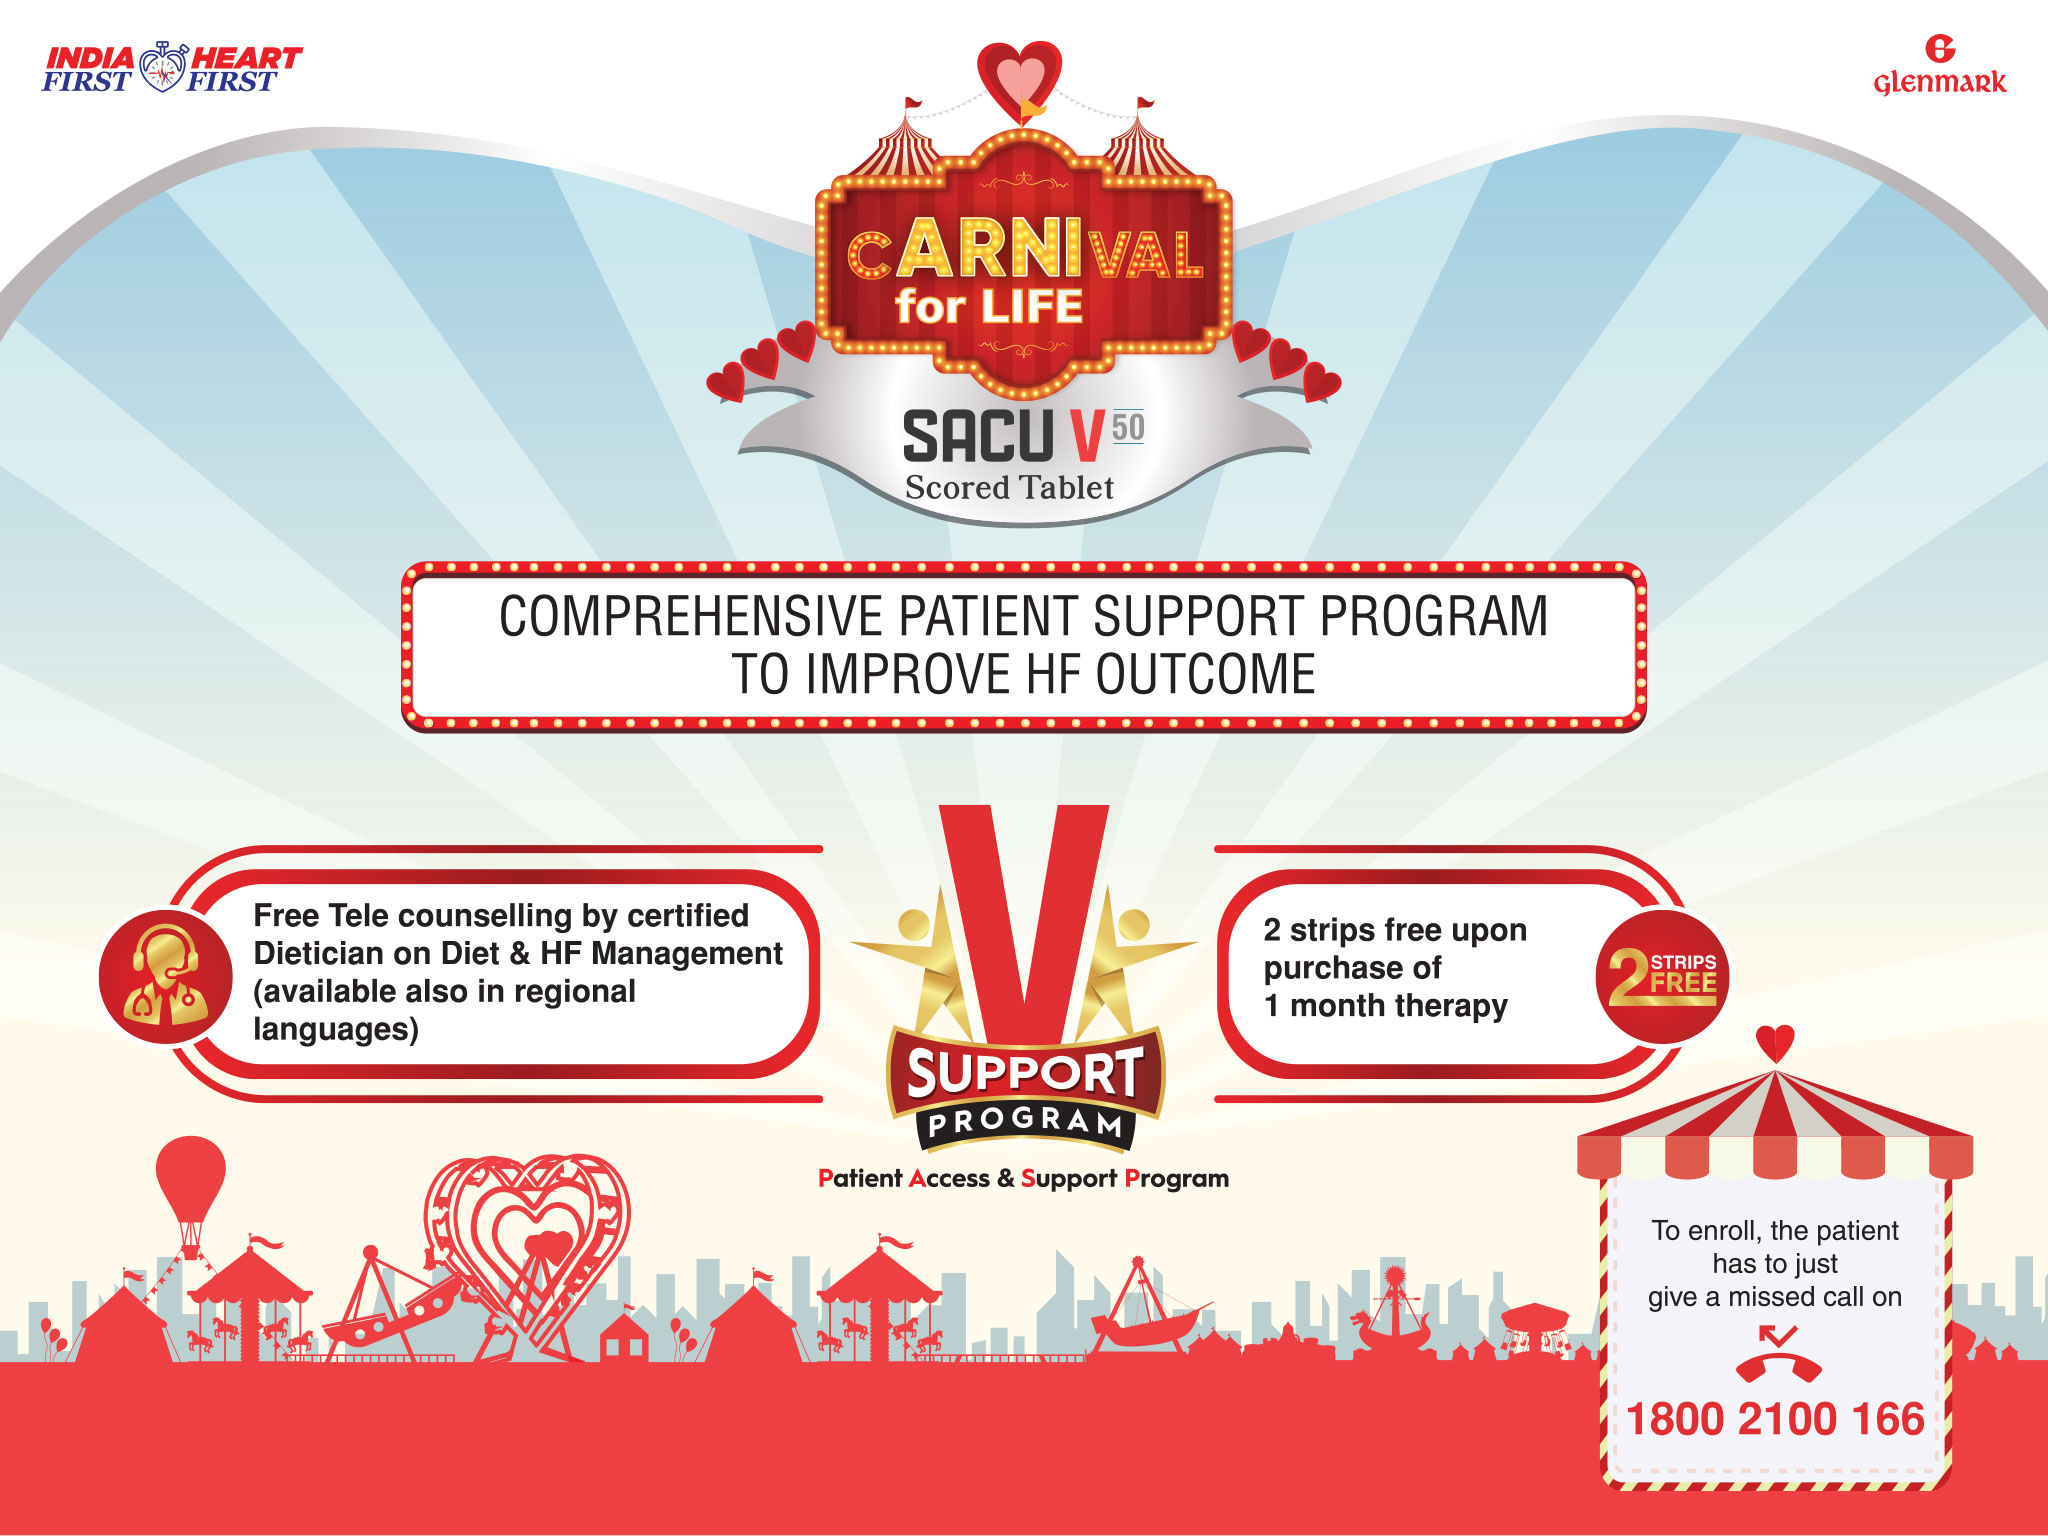 INDIA HEART
FIRST FIRST
Glenmark
CARNIVAL
for LIFE
SACU V 50
Scored Tablet
COMPREHENSIVE PATIENT SUPPORT PROGRAM
TO IMPROVE HF OUTCOME
Free Tele counselling by certified
Dietician on Diet & HF Management
(available also in regional
languages)
V
SUPPORT
PROGRAM
Patient Access & Support Program
2 strips free upon
purchase of
1 month therapy
2 STRIPS
FREE
To enroll, the patient
has to just
give a missed call on
1800 2100 166